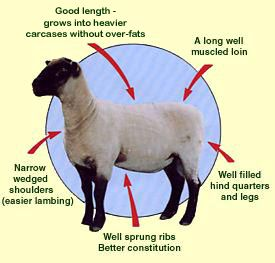 Good length -
grows into heavier
carcases without over-fats
A long well
muscled loin
Narrow
wedged
shoulders
(easier lambing)
Well filled
hind quarters
and legs
Well sprung ribs
Better constitution